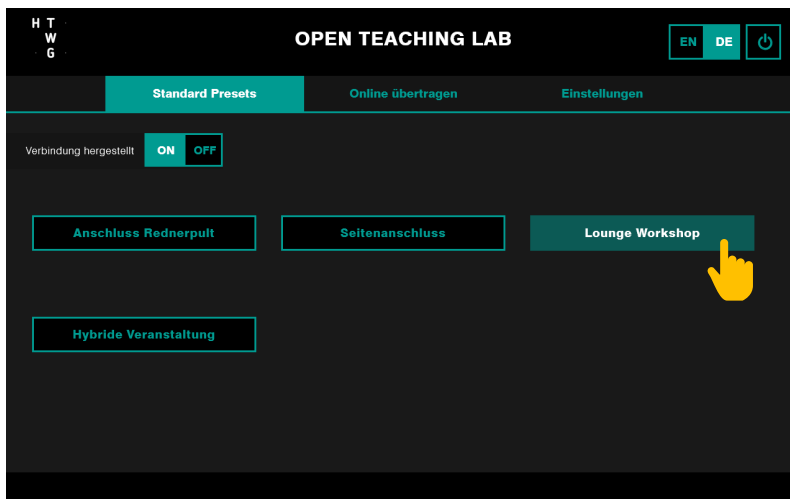 H T
W
G
OPEN TEACHING LAB
EN DE
Standard Presets
Online übertragen
Einstellungen
Verbindung hergestellt
ON OFF
Anschluss Rednerpult
Seitenanschluss
Lounge Workshop
Hybride Veranstaltung